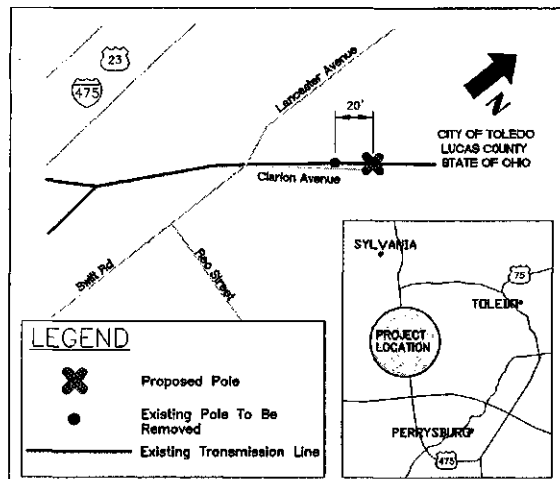 23
475
Lancaster Avenue
20'
N
CITY OF TOLEDO
LUCAS COUNTY
STATE OF OHIO
Clarion Avenue
Swift Rd
Reo Street
LEGEND
Proposed Pole
Existing Pole To Be
Removed
Existing Transmission Line
SYLVANIA
75
TOLEDO
PROJECT
LOCATION
PERRYSBURG
475